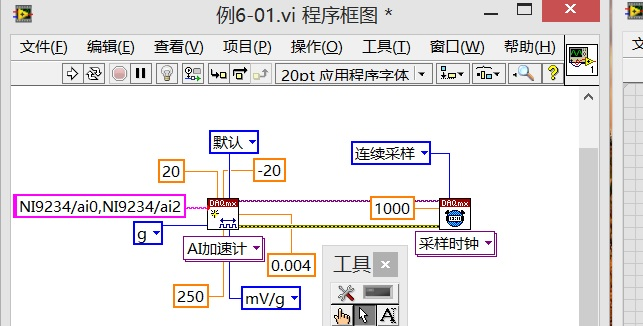 例6-01.vi 程序框图 *
文件(F) 编辑(E) 查看(V) 项目(P) 操作(O) 工具(T) 窗口(W) 帮助(H)
20pt 应用程序字体
1
默认
连续采样
20
-20
NI9234/ai0,NI9234/ai2
DAQmx
1000
DAQmx
g
AI加速计
采样时钟
0.004
工具
250
mV/g
A